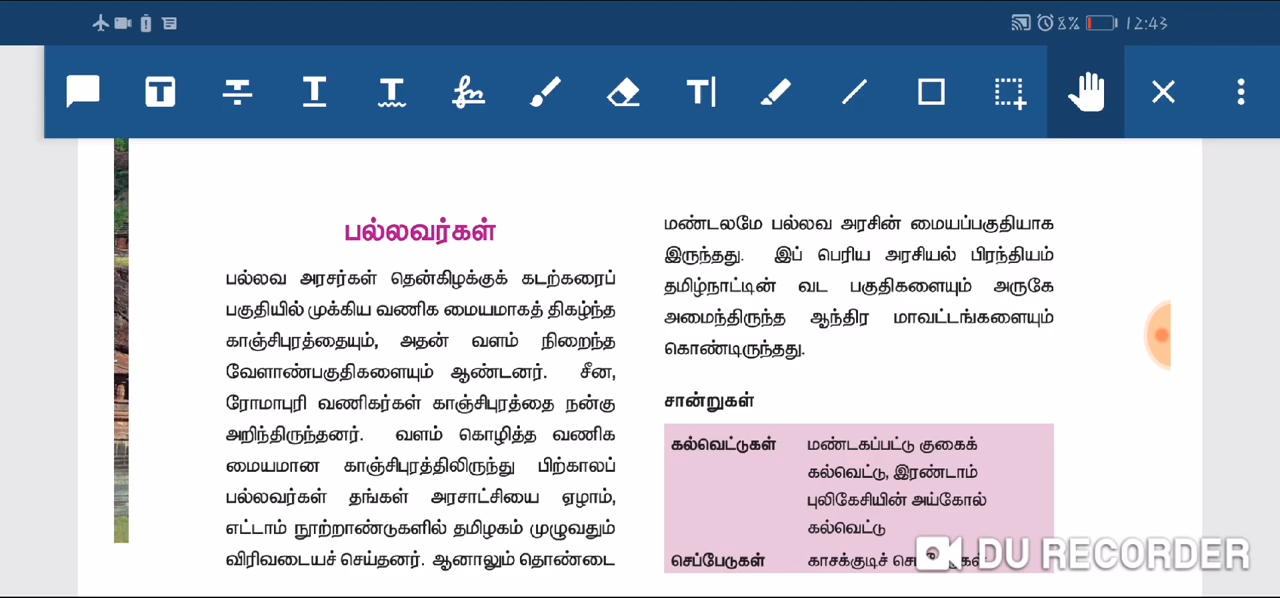 8% 12:43
பல்லவர்கள்
பல்லவ அரசர்கள் தென்கிழக்குக் கடற்கரைப்
பகுதியில் முக்கிய வணிக மையமாகத் திகழ்ந்த
காஞ்சிபுரத்தையும், அதன் வளம் நிறைந்த
வேளாண்பகுதிகளையும் ஆண்டனர். சீன,
ரோமாபுரி வணிகர்கள் காஞ்சிபுரத்தை நன்கு
அறிந்திருந்தனர். வளம் கொழித்த வணிக
மையமான காஞ்சிபுரத்திலிருந்து பிற்காலப்
பல்லவர்கள் தங்கள் அரசாட்சியை ஏழாம்,
எட்டாம் நூற்றாண்டுகளில் தமிழகம் முழுவதும்
விரிவடையச் செய்தனர். ஆனாலும் தொண்டை
மண்டலமே பல்லவ அரசின் மையப்பகுதியாக
இருந்தது. இப் பெரிய அரசியல் பிரந்தியம்
தமிழ்நாட்டின் வட பகுதிகளையும் அருகே
அமைந்திருந்த ஆந்திர மாவட்டங்களையும்
கொண்டிருந்தது.
சான்றுகள்
கல்வெட்டுகள் மண்டகப்பட்டு குகைக்
கல்வெட்டு, இரண்டாம்
புலிகேசியின் அய்கோல்
கல்வெட்டு
செப்பேடுகள் காசக்குடிச்
DU RECORDER